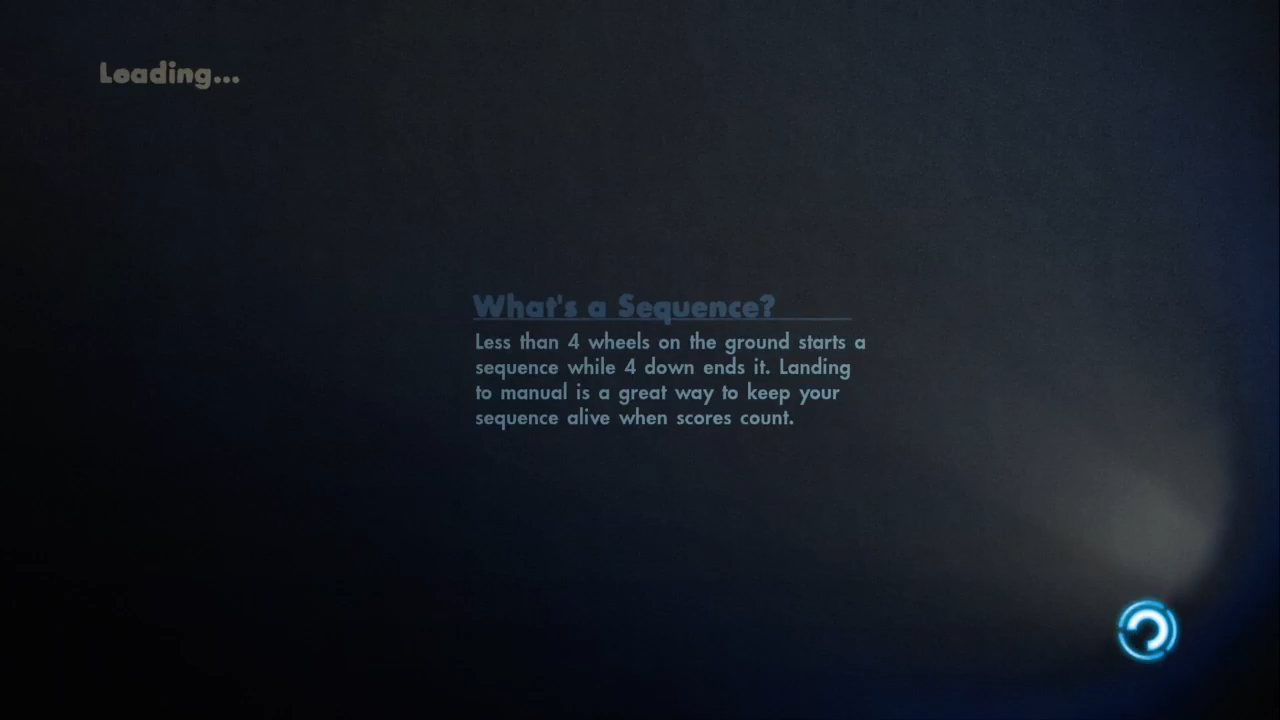 Loading...
What's a Sequence?
Less than 4 wheels on the ground starts a
sequence while 4 down ends it. Landing
to manual is a great way to keep your
sequence alive when scores count.